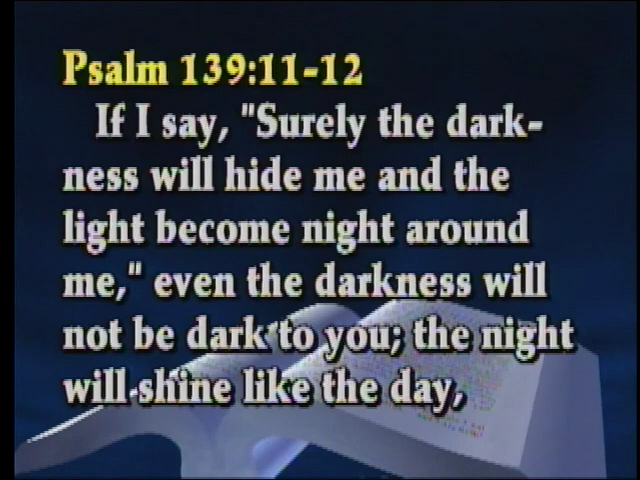 Psalm 139:11-12
If I say, "Surely the dark-
ness will hide me and the
light become night around
me," even the darkness will
not be dark to you; the night
will shine like the day,